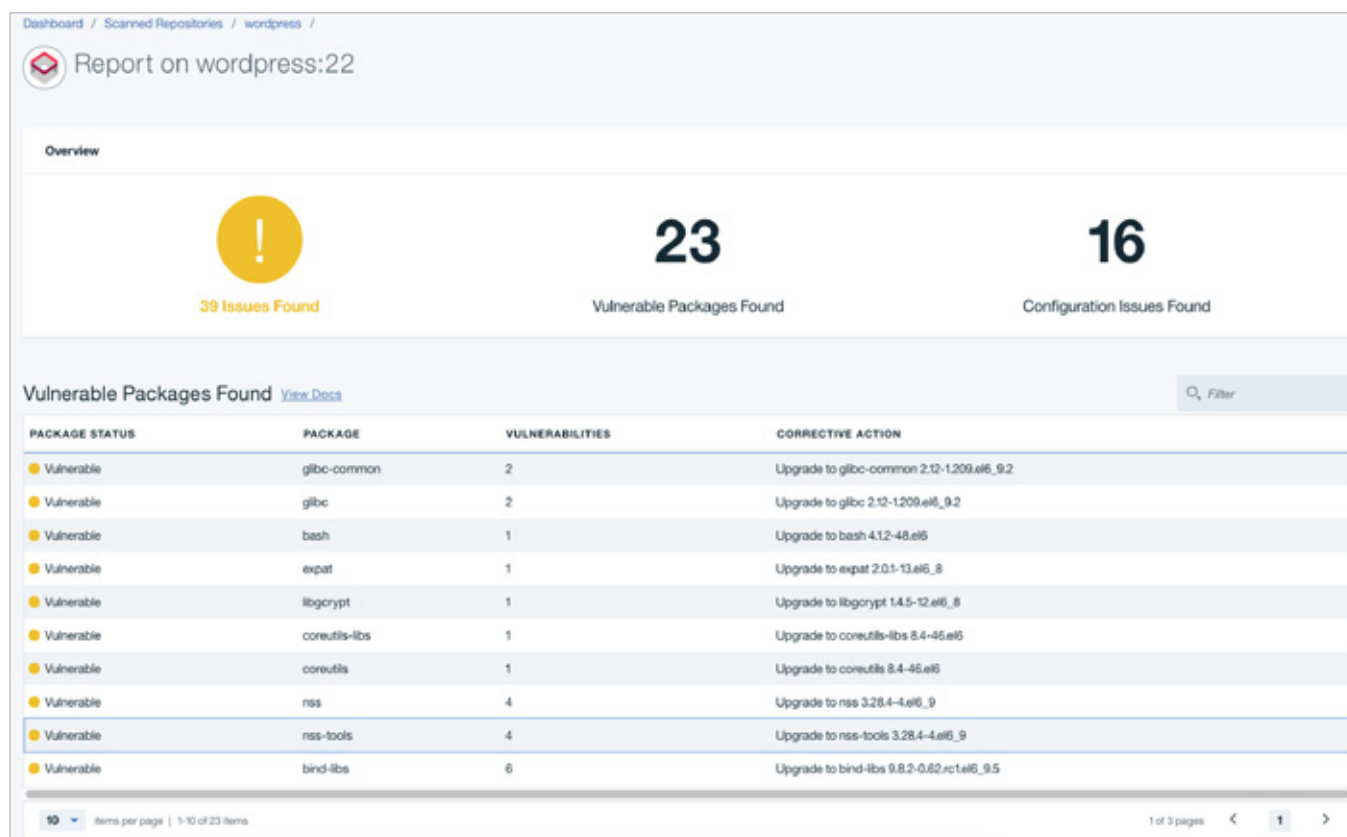 Dashboard / Scanned Repositories / wordpress /
Report on wordpress:22
Overview
!
23
16
39 Issues Found
Vulnerable Packages Found
Configuration Issues Found
Vulnerable Packages Found View Docs
Filter
PACKAGE STATUS PACKAGE VULNERABILITIES CORRECTIVE ACTION
Vulnerable glibc-common 2 Upgrade to glibc-common 2.12-1.209.el6_9.2
Vulnerable glibc 2 Upgrade to glibc 2.12-1.209.el6_9.2
Vulnerable bash 1 Upgrade to bash 4.1.2-48.el6
Vulnerable expat 1 Upgrade to expat 2.0.1-13.el6_8
Vulnerable libgcrypt 1 Upgrade to libgcrypt 1.4.5-12.el6_8
Vulnerable coreutils-libs 1 Upgrade to coreutils-libs 8.4-46.el6
Vulnerable coreutils 1 Upgrade to coreutils 8.4-46.el6
Vulnerable nss 4 Upgrade to nss 3.28.4-4.el6_9
Vulnerable nss-tools 4 Upgrade to nss-tools 3.28.4-4.el6_9
Vulnerable bind-libs 6 Upgrade to bind-libs 9.8.2-0.62.rc1.el6_9.5
10 items per page | 1-10 of 23 items 1 of 3 pages < 1 >